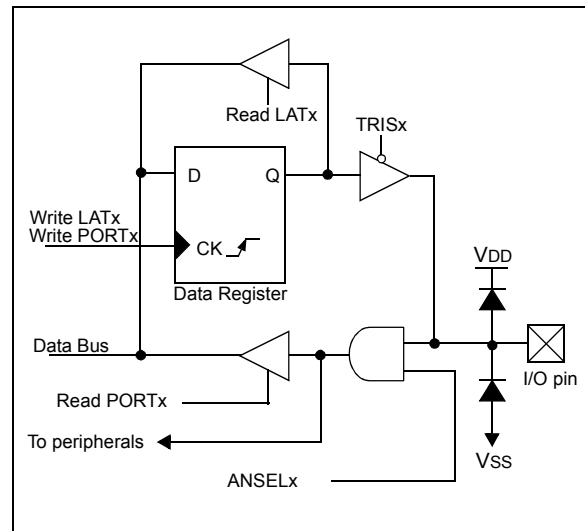 Read LATx
TRISx
D Q
Write LATx
Write PORTx
CK
Data Register
VDD
Data Bus
I/O pin
Read PORTx
To peripherals
VSS
ANSELx